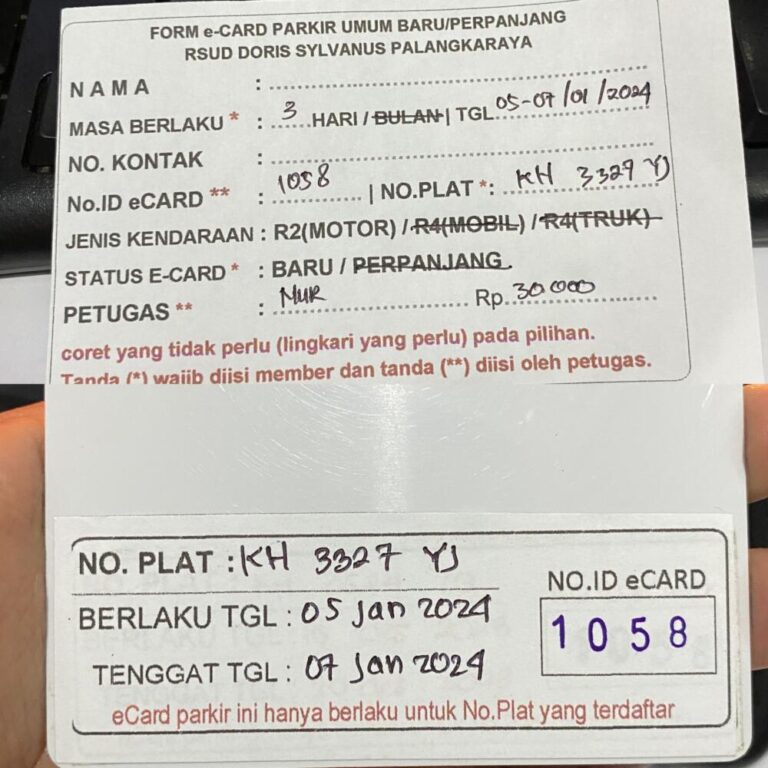 FORM e-CARD PARKIR UMUM BARU/PERPANJANG
RSUD DORIS SYLVANUS PALANGKARAYA
NAMA :
MASA BERLAKU * : 3 HARI / BULAN | TGL 05-07/01/2024
NO. KONTAK :
No.ID eCARD ** : 1058 | NO.PLAT *: KH 3327 YJ
JENIS KENDARAAN : R2(MOTOR) / R4(MOBIL) / R4(TRUK)
STATUS E-CARD * : BARU / PERPANJANG
PETUGAS ** : MUR Rp. 30.000
coret yang tidak perlu (lingkari yang perlu) pada pilihan.
Tanda (*) wajib diisi member dan tanda (**) diisi oleh petugas.
NO. PLAT : KH 3327 YJ
NO.ID eCARD
BERLAKU TGL : 05 Jan 2024
1058
TENGGAT TGL : 07 Jan 2024
eCard parkir ini hanya berlaku untuk No.Plat yang terdaftar